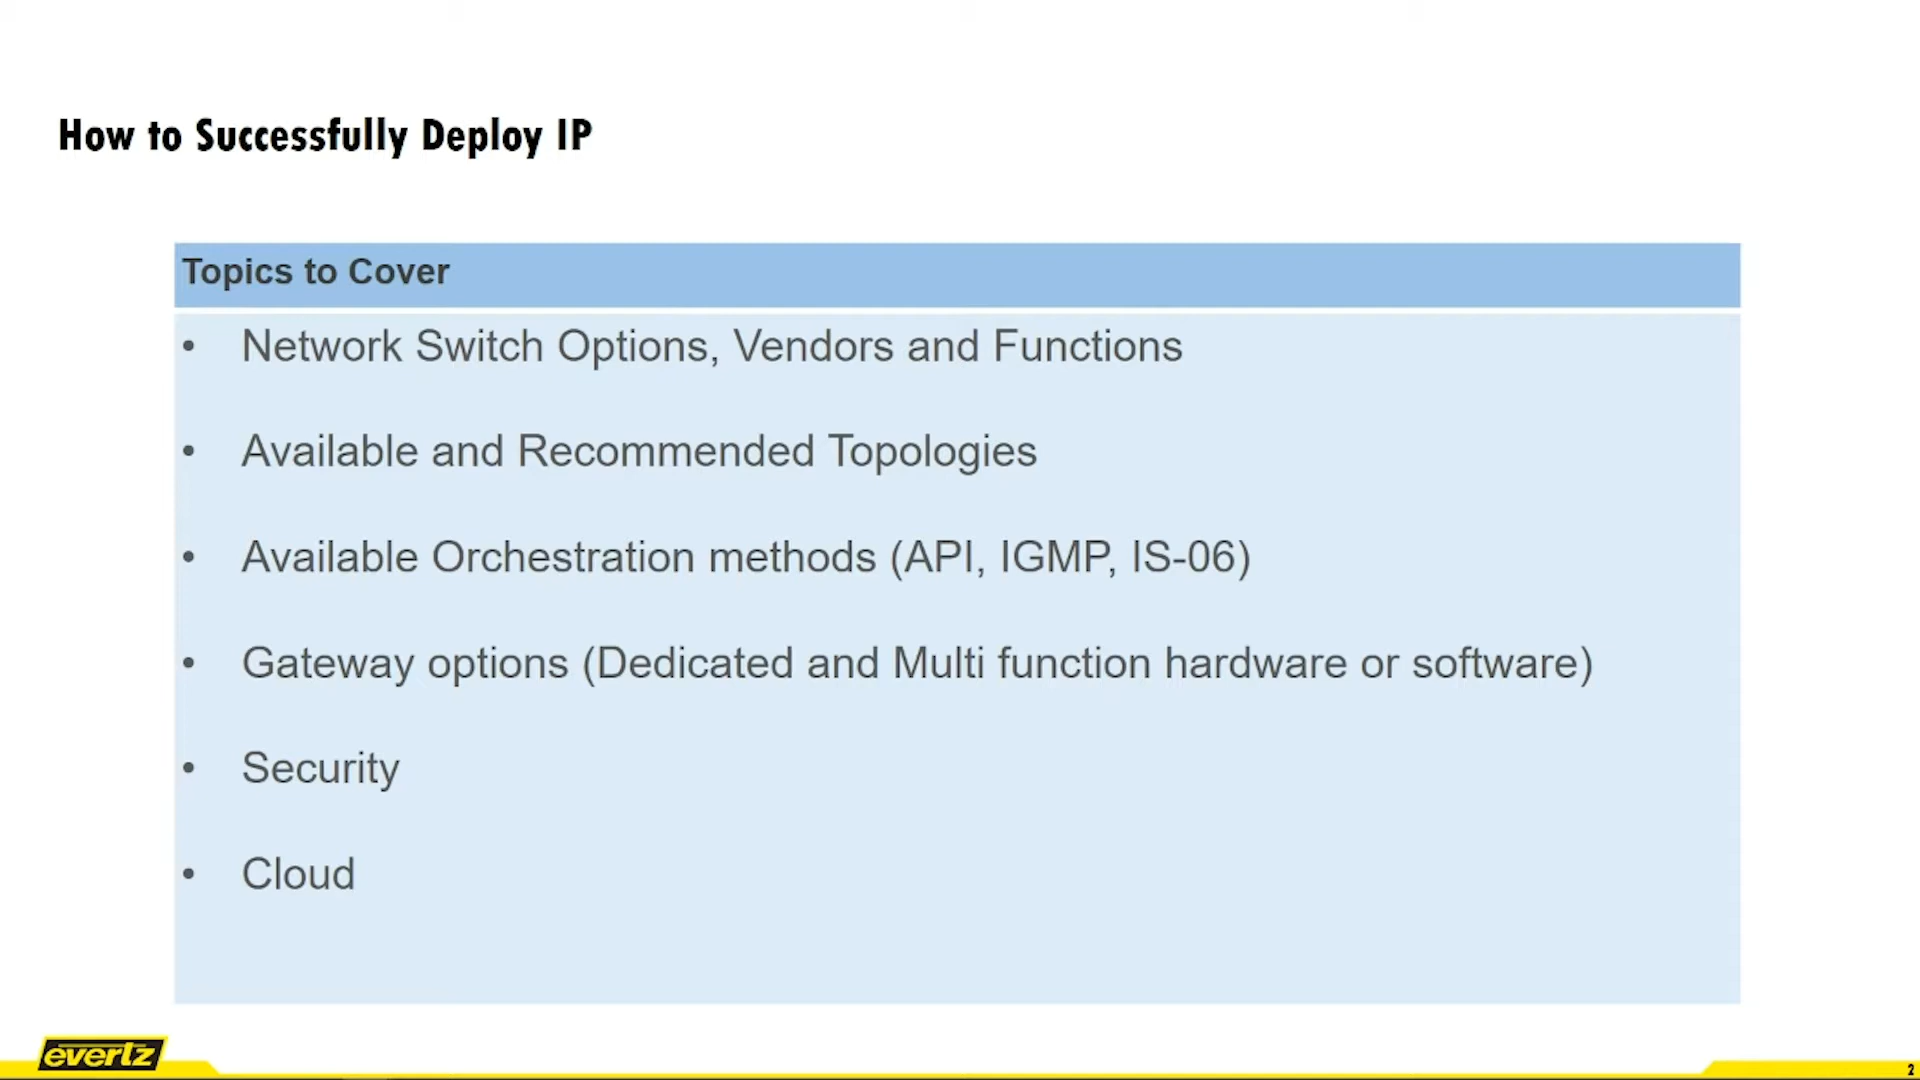 How to Successfully Deploy IP
Topics to Cover
• Network Switch Options, Vendors and Functions
• Available and Recommended Topologies
• Available Orchestration methods (API, IGMP, IS-06)
• Gateway options (Dedicated and Multi function hardware or software)
• Security
• Cloud
evertz
2